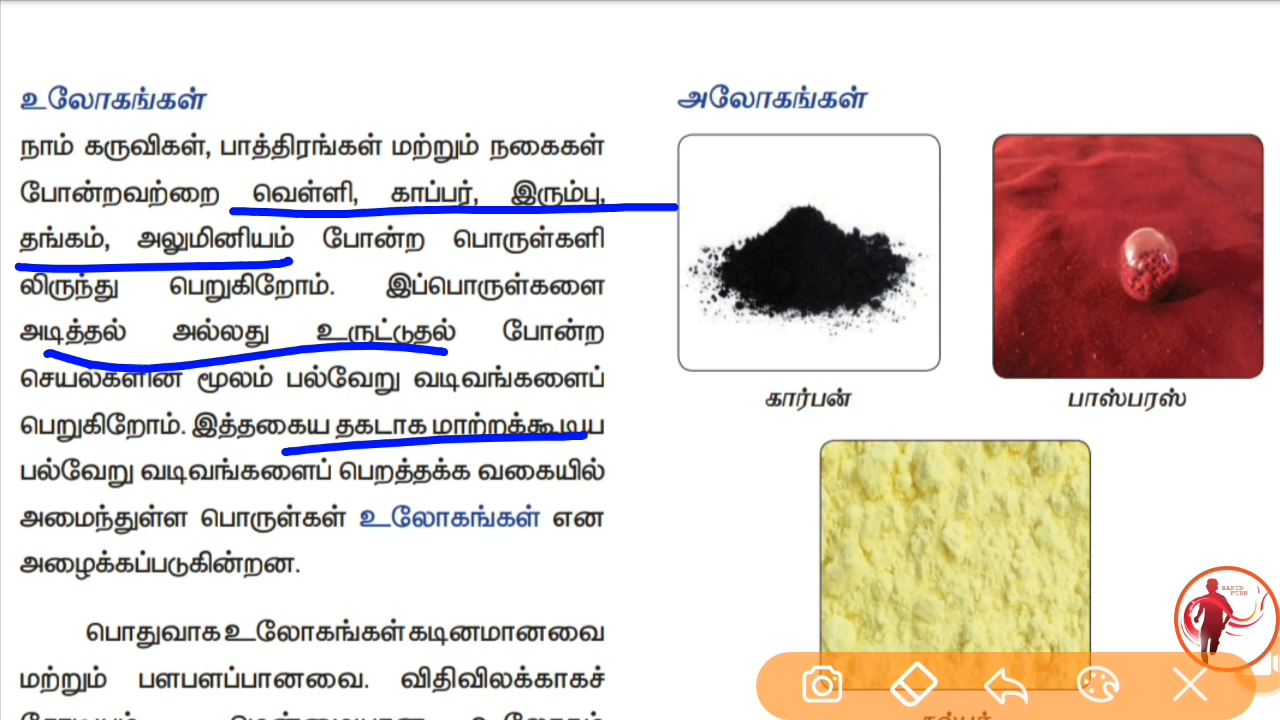 உலோகங்கள்
நாம் கருவிகள், பாத்திரங்கள் மற்றும் நகைகள்
போன்றவற்றை வெள்ளி, காப்பர், இரும்பு,
தங்கம், அலுமினியம் போன்ற பொருள்களி
லிருந்து பெறுகிறோம். இப்பொருள்களை
அடித்தல் அல்லது உருட்டுதல் போன்ற
செயல்களின் மூலம் பல்வேறு வடிவங்களைப்
பெறுகிறோம். இத்தகைய தகடாக மாற்றக்கூடிய
பல்வேறு வடிவங்களைப் பெறத்தக்க வகையில்
அமைந்துள்ள பொருள்கள் உலோகங்கள் என
அழைக்கப்படுகின்றன.
பொதுவாக உலோகங்கள் கடினமானவை
மற்றும் பளபளப்பானவை. விதிவிலக்காகச்
அலோகங்கள்
கார்பன்
பாஸ்பரஸ்
RAPID